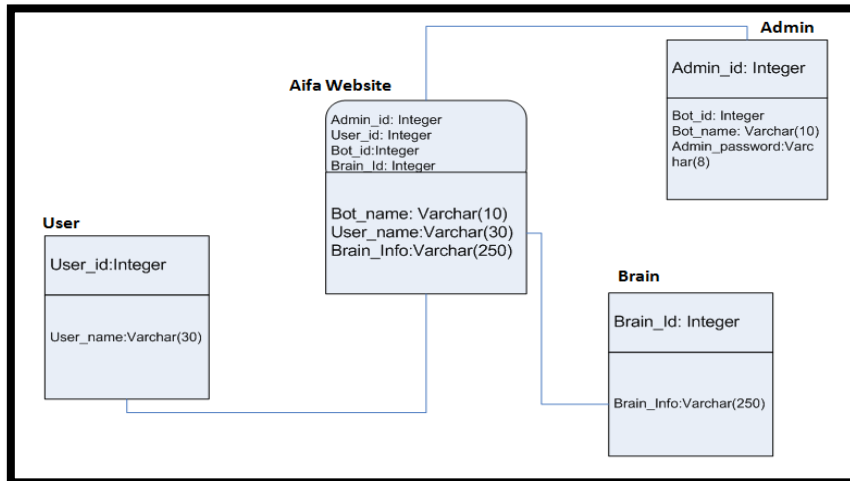 Admin
Admin_id: Integer
Bot_id: Integer
Bot_name: Varchar(10)
Admin_password:Varc
har(8)
Aifa Website
Admin_id: Integer
User_id: Integer
Bot_id:Integer
Brain_Id: Integer
Bot_name: Varchar(10)
User_name:Varchar(30)
Brain_Info:Varchar(250)
User
User_id:Integer
User_name:Varchar(30)
Brain
Brain_Id: Integer
Brain_Info:Varchar(250)